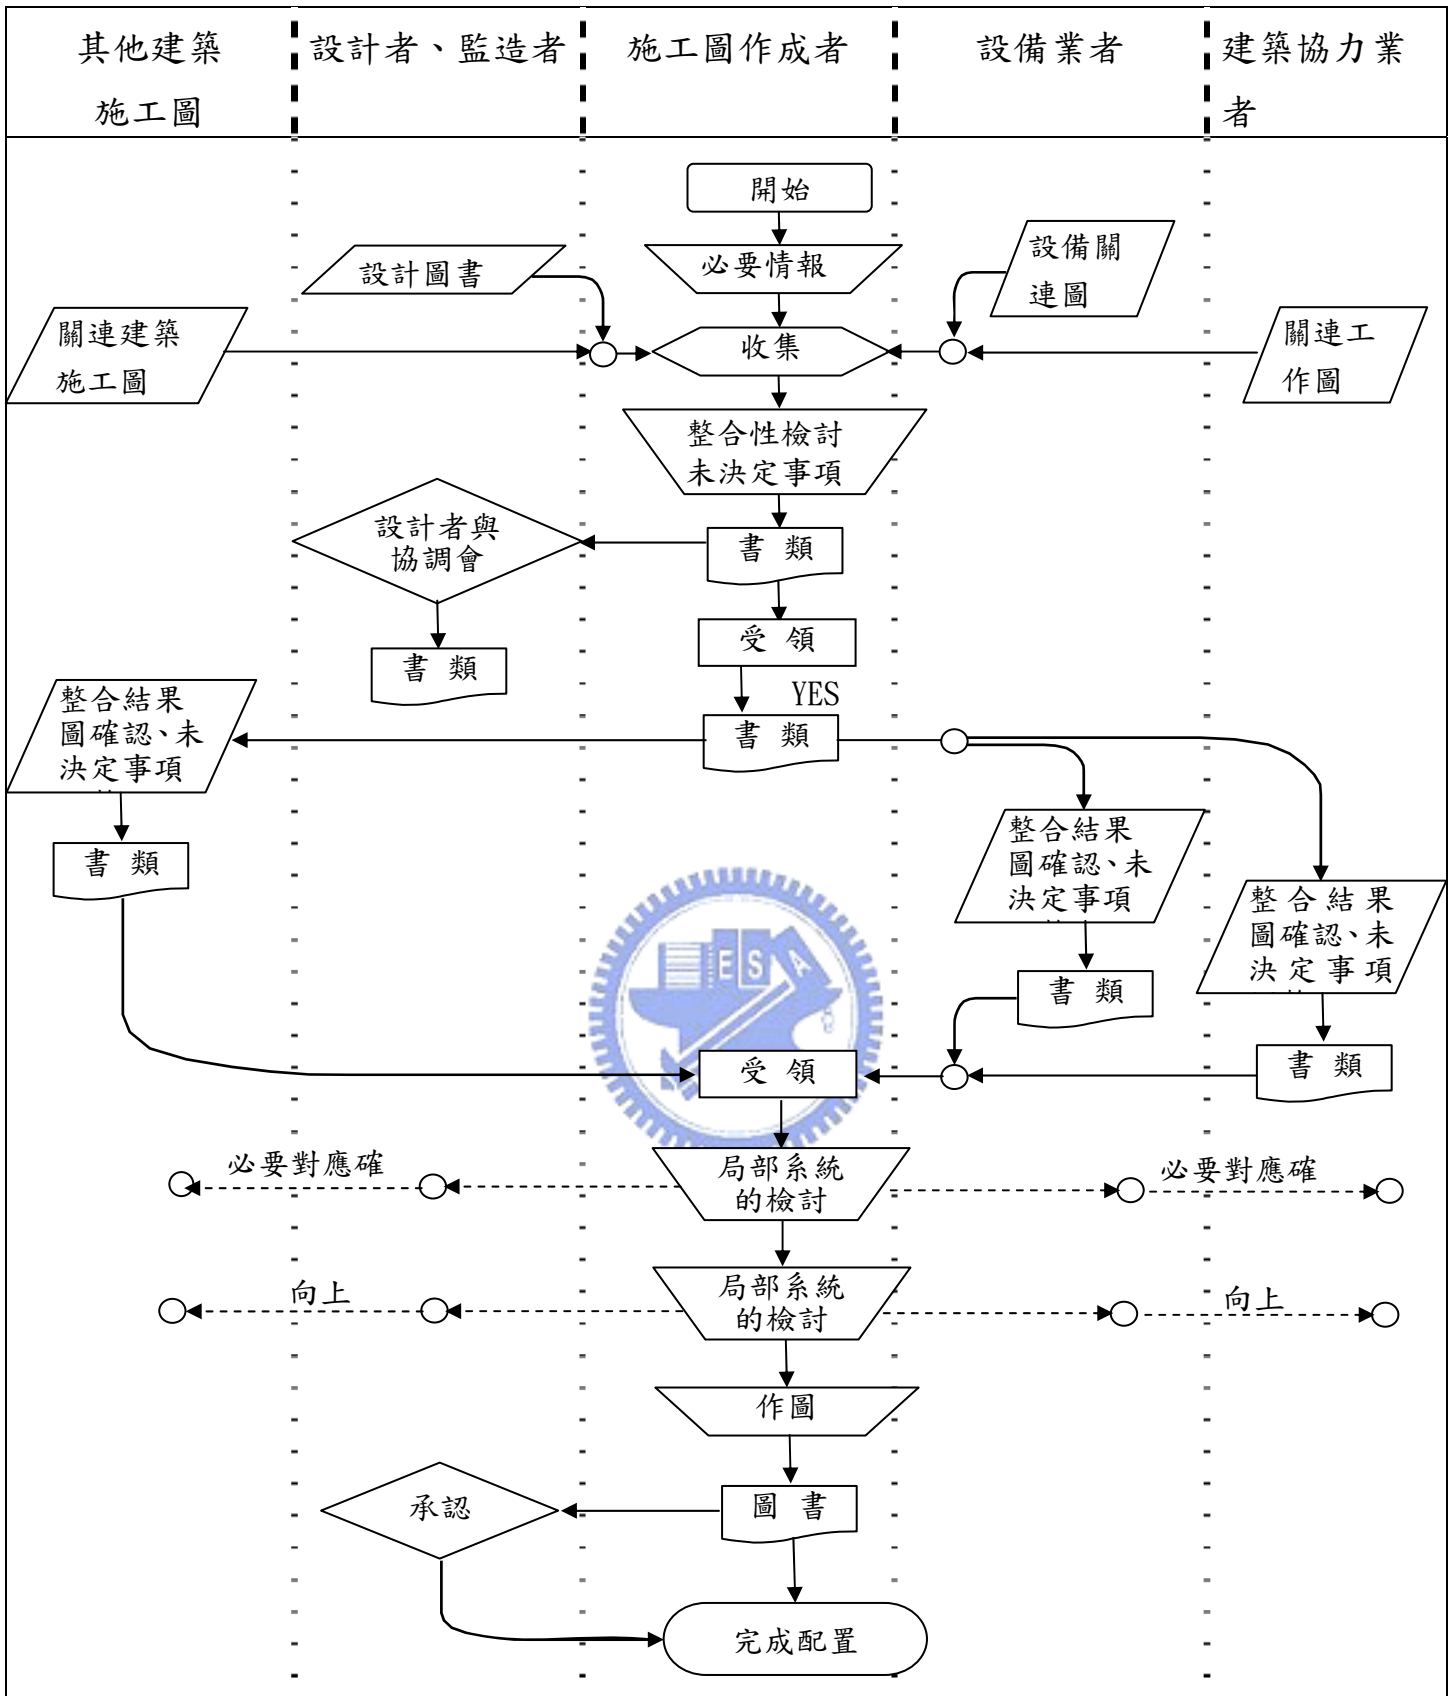 其他建築
施工圖
設計者、監造者
施工圖作成者
設備業者
建築協力業
者
開始
必要情報
設計圖書
設備關
連圖
關連建築
施工圖
收集
關連工
作圖
整合性檢討
未決定事項
設計者與
協調會
書 類
書 類
受 領
YES
書 類
整合結果
圖確認、未
決定事項
書 類
整合結果
圖確認、未
決定事項
書 類
整合結果
圖確認、未
決定事項
書 類
ESA
受 領
必要對應確
局部系統
的檢討
必要對應確
向上
局部系統
的檢討
向上
作圖
承認
圖 書
完成配置